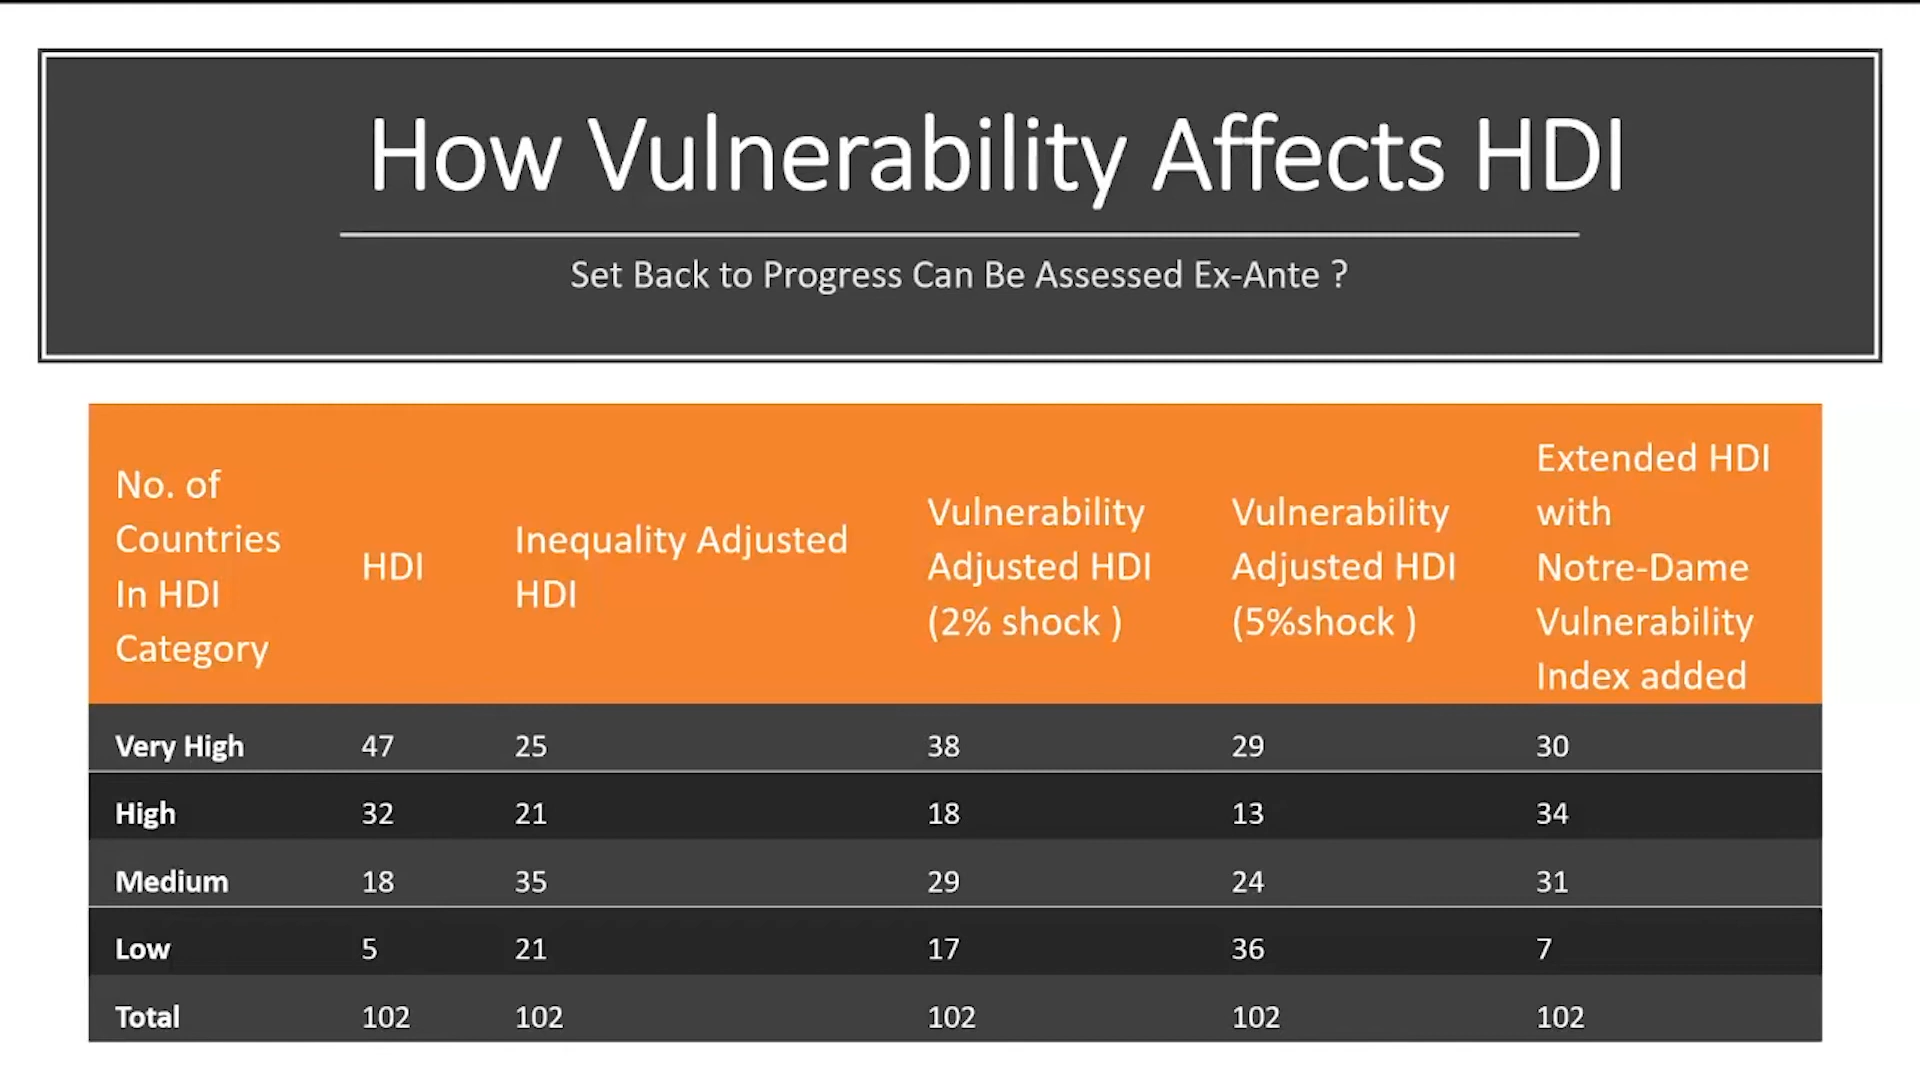 How Vulnerability Affects HDI
Set Back to Progress Can Be Assessed Ex-Ante ?
No. of
Countries
In HDI
Category
HDI
Inequality Adjusted
HDI
Vulnerability
Adjusted HDI
(2% shock )
Vulnerability
Adjusted HDI
(5%shock )
Extended HDI
with
Notre-Dame
Vulnerability
Index added
Very High 47 25 38 29 30
High 32 21 18 13 34
Medium 18 35 29 24 31
Low 5 21 17 36 7
Total 102 102 102 102 102